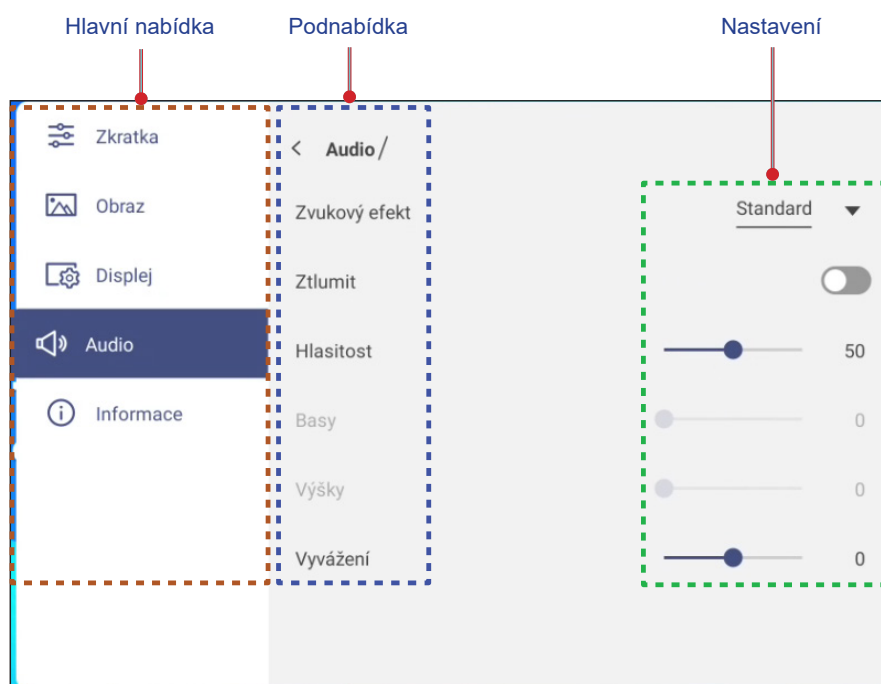 Hlavní nabídka
Podnabídka
Nastavení
Zkratka
Obraz
Displej
Audio
Informace
< Audio /
Zvukový efekt Standard
Ztlumit
Hlasitost 50
Basy 0
Výšky 0
Vyvážení 0